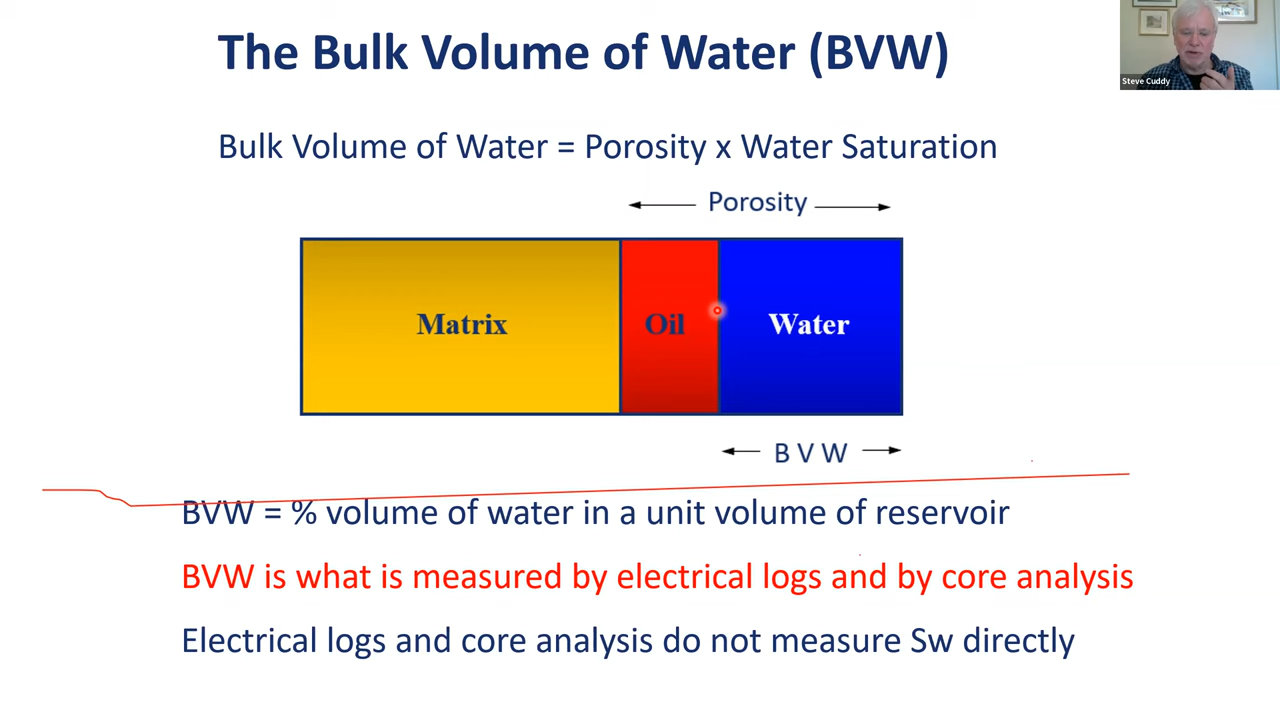 The Bulk Volume of Water (BVW)
Steve Cuddy
Bulk Volume of Water = Porosity x Water Saturation
Porosity
Matrix
Oil
Water
B V W
BVW = % volume of water in a unit volume of reservoir
BVW is what is measured by electrical logs and by core analysis
Electrical logs and core analysis do not measure Sw directly